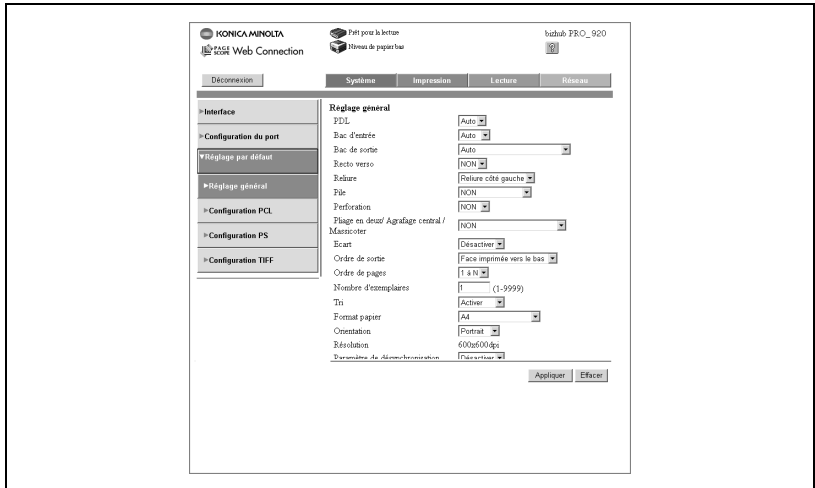 KONICA MINOLTA
Prêt pour la lecture
bizhub PRO_920
PAGE SCOPE Web Connection
Niveau de papier bas
?
Déconnexion
Système Impression Lecture Réseau
Interface
Configuration du port
Réglage par défaut
Réglage général
Configuration PCL
Configuration PS
Configuration TIFF
Réglage général
PDL Auto
Bac d'entrée Auto
Bac de sortie Auto
Recto verso NON
Reliure Reliure côté gauche
Pile NON
Perforation NON
Pliage en deux/ Agrafage central /
Massicoter NON
Ecart Désactiver
Ordre de sortie Face imprimée vers le bas
Ordre de pages 1 à N
Nombre d'exemplaires 1 (1-9999)
Tri Activer
Format papier A4
Orientation Portrait
Résolution 600x600dpi
Paramètre de désynchronisation Désactiver
Appliquer Effacer